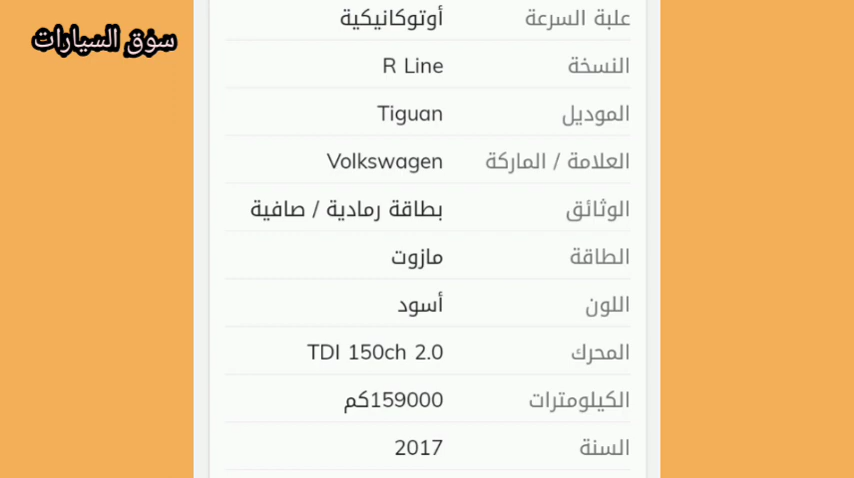 سوق السيارات
علبة السرعة أوتوكانيكية
النسخة R Line
الموديل Tiguan
العلامة / الماركة Volkswagen
الوثائق بطاقة رمادية / صافية
الطاقة مازوت
اللون أسود
المحرك 2.0 TDI 150ch
الكيلومترات 159000كم
السنة 2017